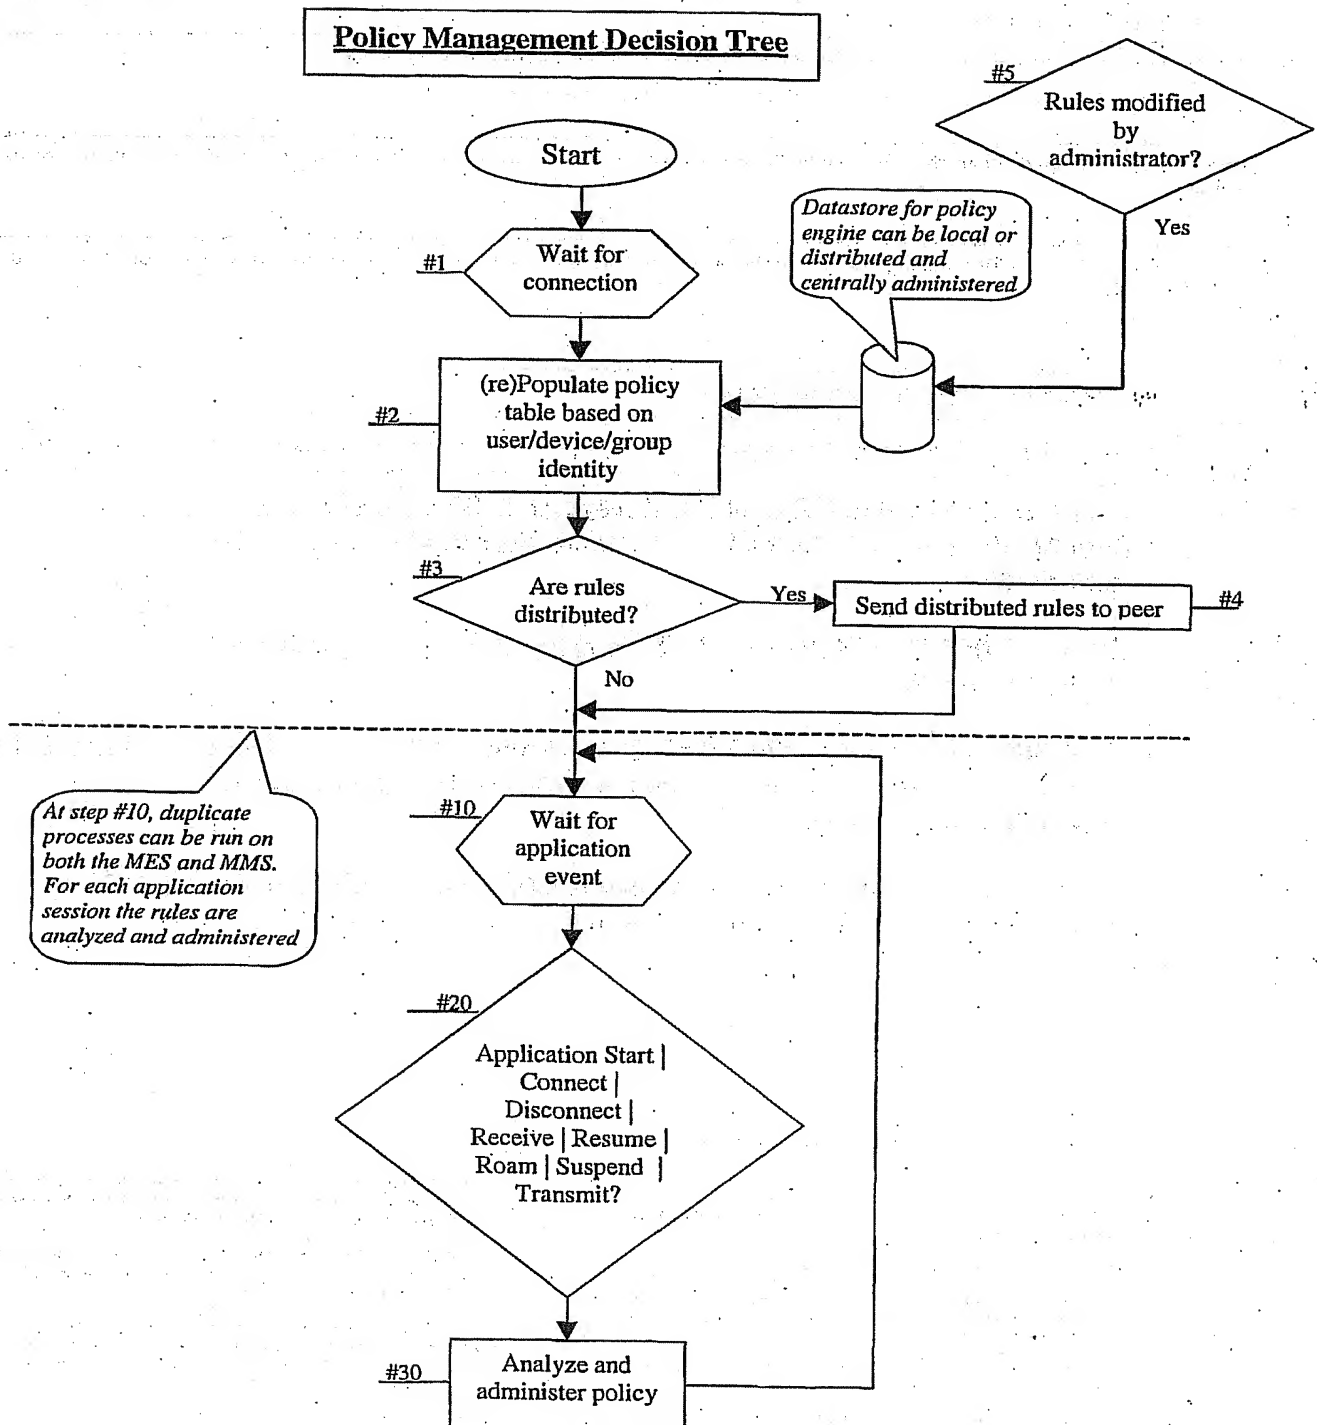 Policy Management Decision Tree
#5
Rules modified
by
administrator?
Yes
Start
Datastore for policy
engine can be local or
distributed and
centrally administered
#1
Wait for
connection
#2
(re)Populate policy
table based on
user/device/group
identity
#3
Are rules
distributed?
Yes
Send distributed rules to peer
#4
No
At step #10, duplicate
processes can be run on
both the MES and MMS.
For each application
session the rules are
analyzed and administered
#10
Wait for
application
event
#20
Application Start |
Connect |
Disconnect |
Receive | Resume |
Roam | Suspend |
Transmit?
#30
Analyze and
administer policy